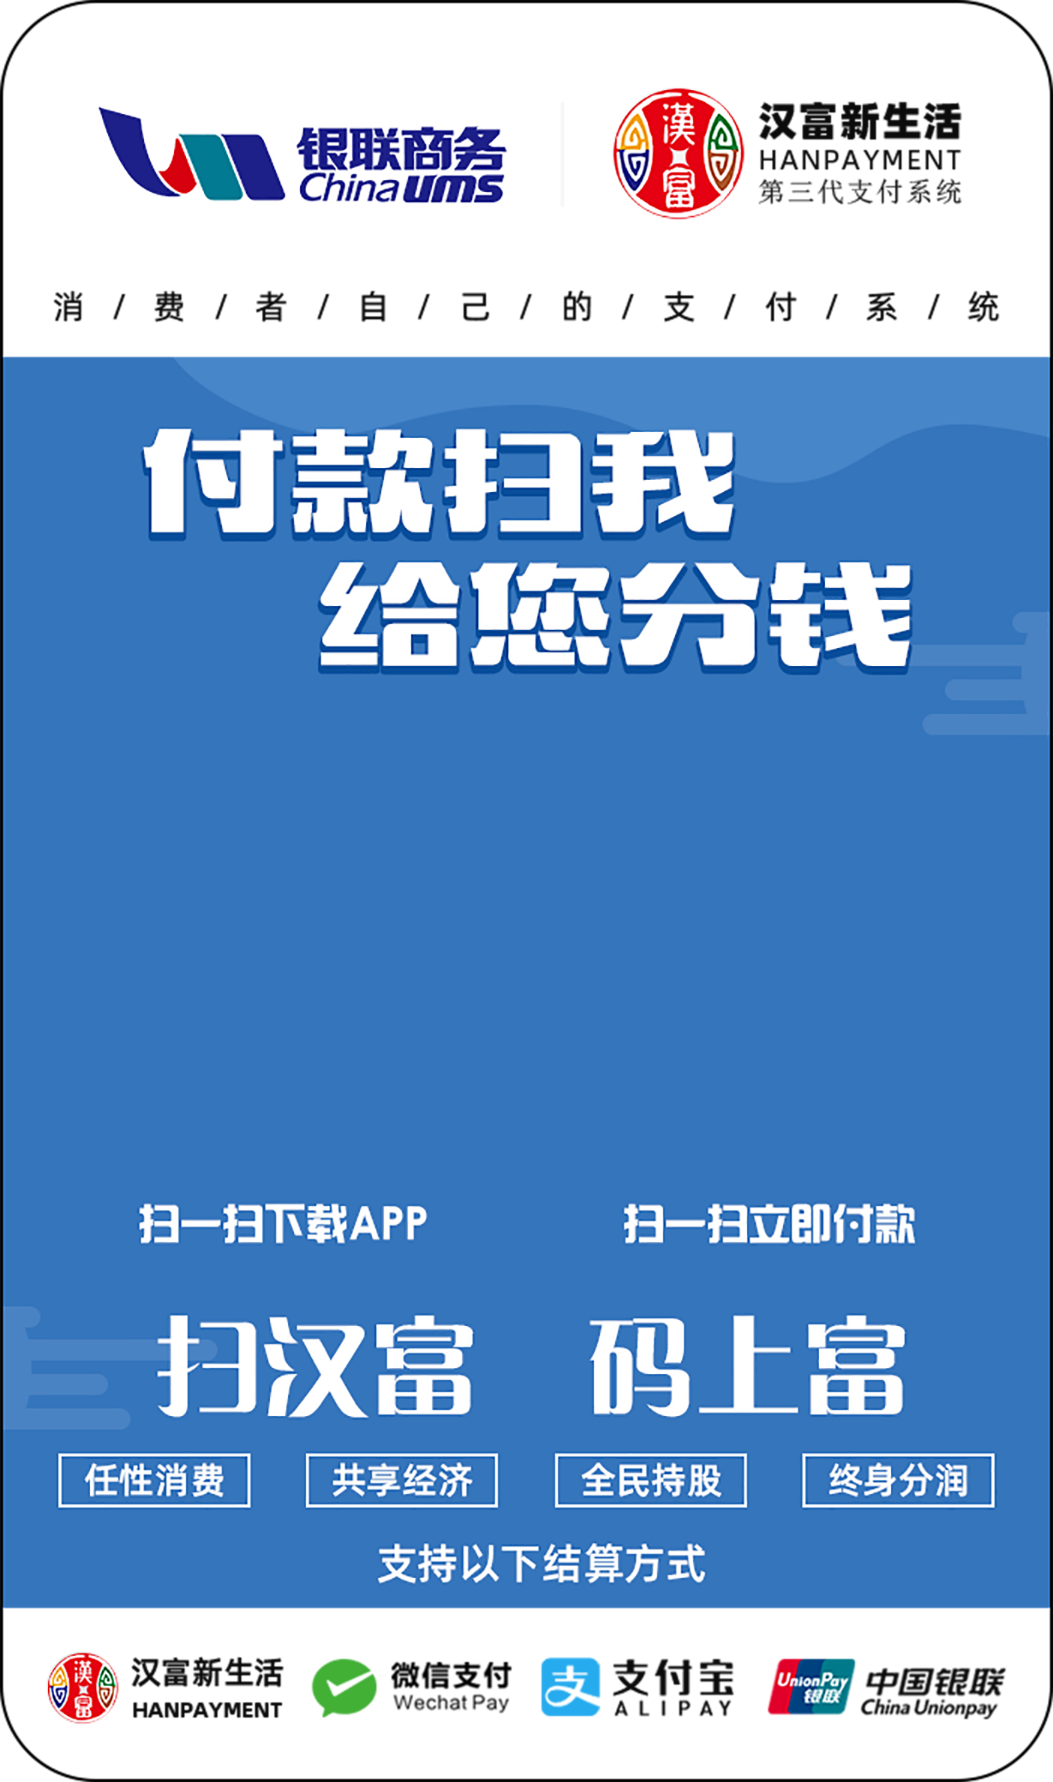 银联商务
China ums
漢富
汉富新生活
HANPAYMENT
第三代支付系统
消/费/者/自/己/的/支/付/系/统
付款扫我
给您分钱
扫一扫下载APP
扫一扫立即付款
扫汉富
码上富
任性消费
共享经济
全民持股
终身分润
支持以下结算方式
漢富
汉富新生活
HANPAYMENT
微信支付
Wechat Pay
支
支付宝
ALIPAY
UnionPay
银联
中国银联
China Unionpay